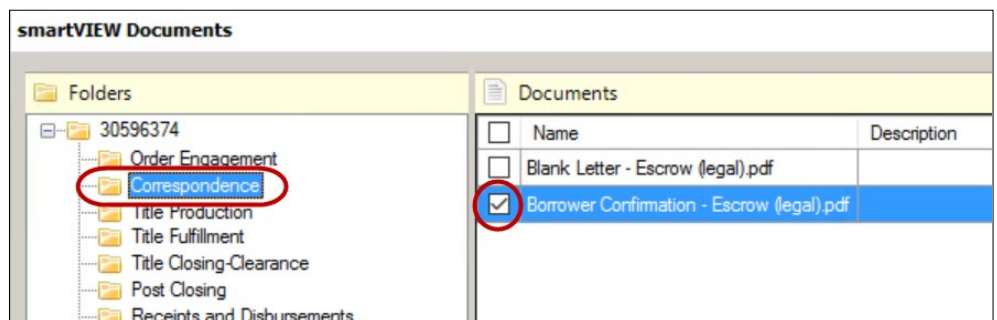 smartVIEW Documents
Folders
30596374
Order Engagement
Correspondence
Title Production
Title Fulfillment
Title Closing-Clearance
Post Closing
Receipts and Disbursements
Documents
Name Description
Blank Letter - Escrow (legal).pdf
Borrower Confirmation - Escrow (legal).pdf